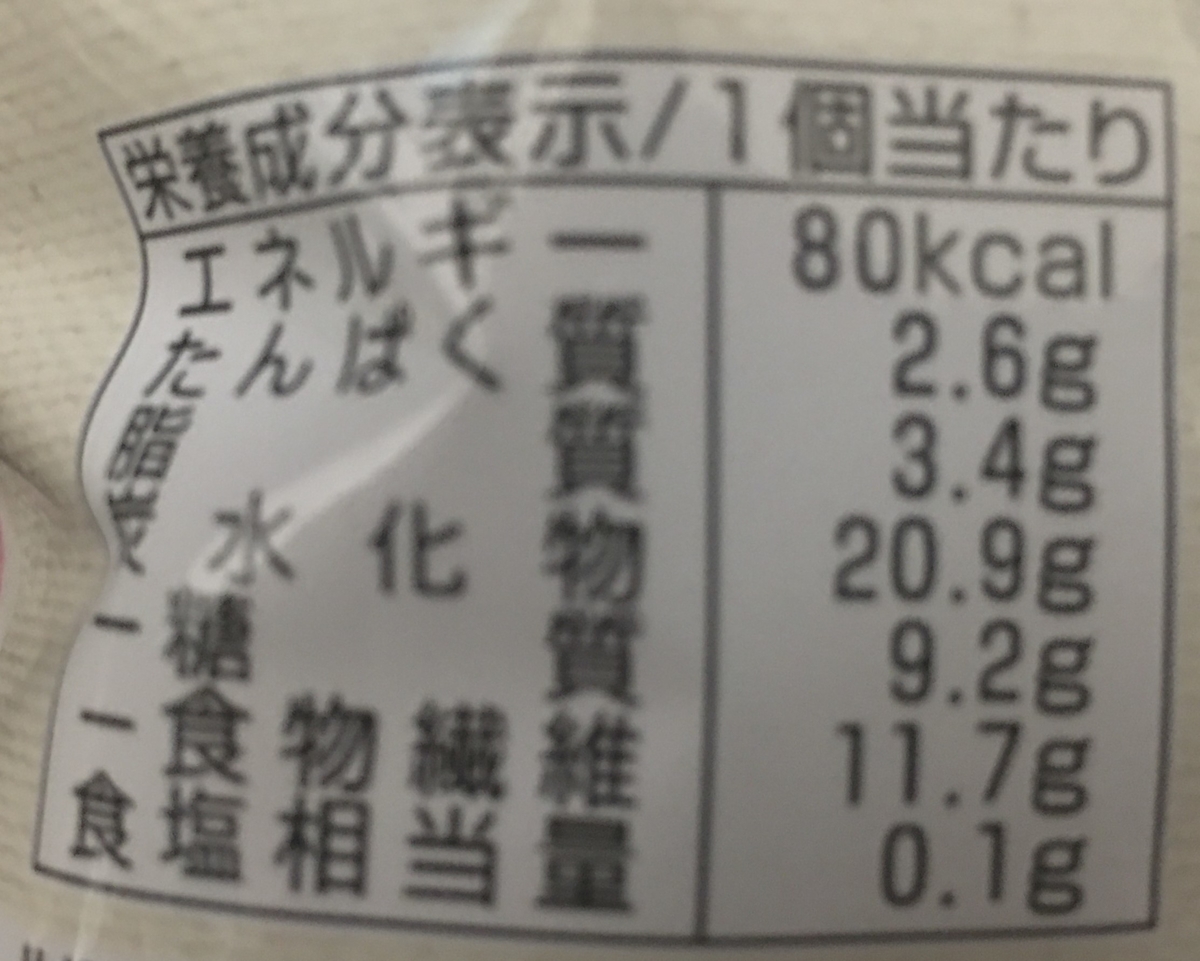 栄養成分表示/1個当たり
エネルギー 80kcal
たんぱく質 2.6g
脂質 3.4g
炭水化物 20.9g
－糖質 9.2g
－食物繊維 11.7g
食塩相当量 0.1g